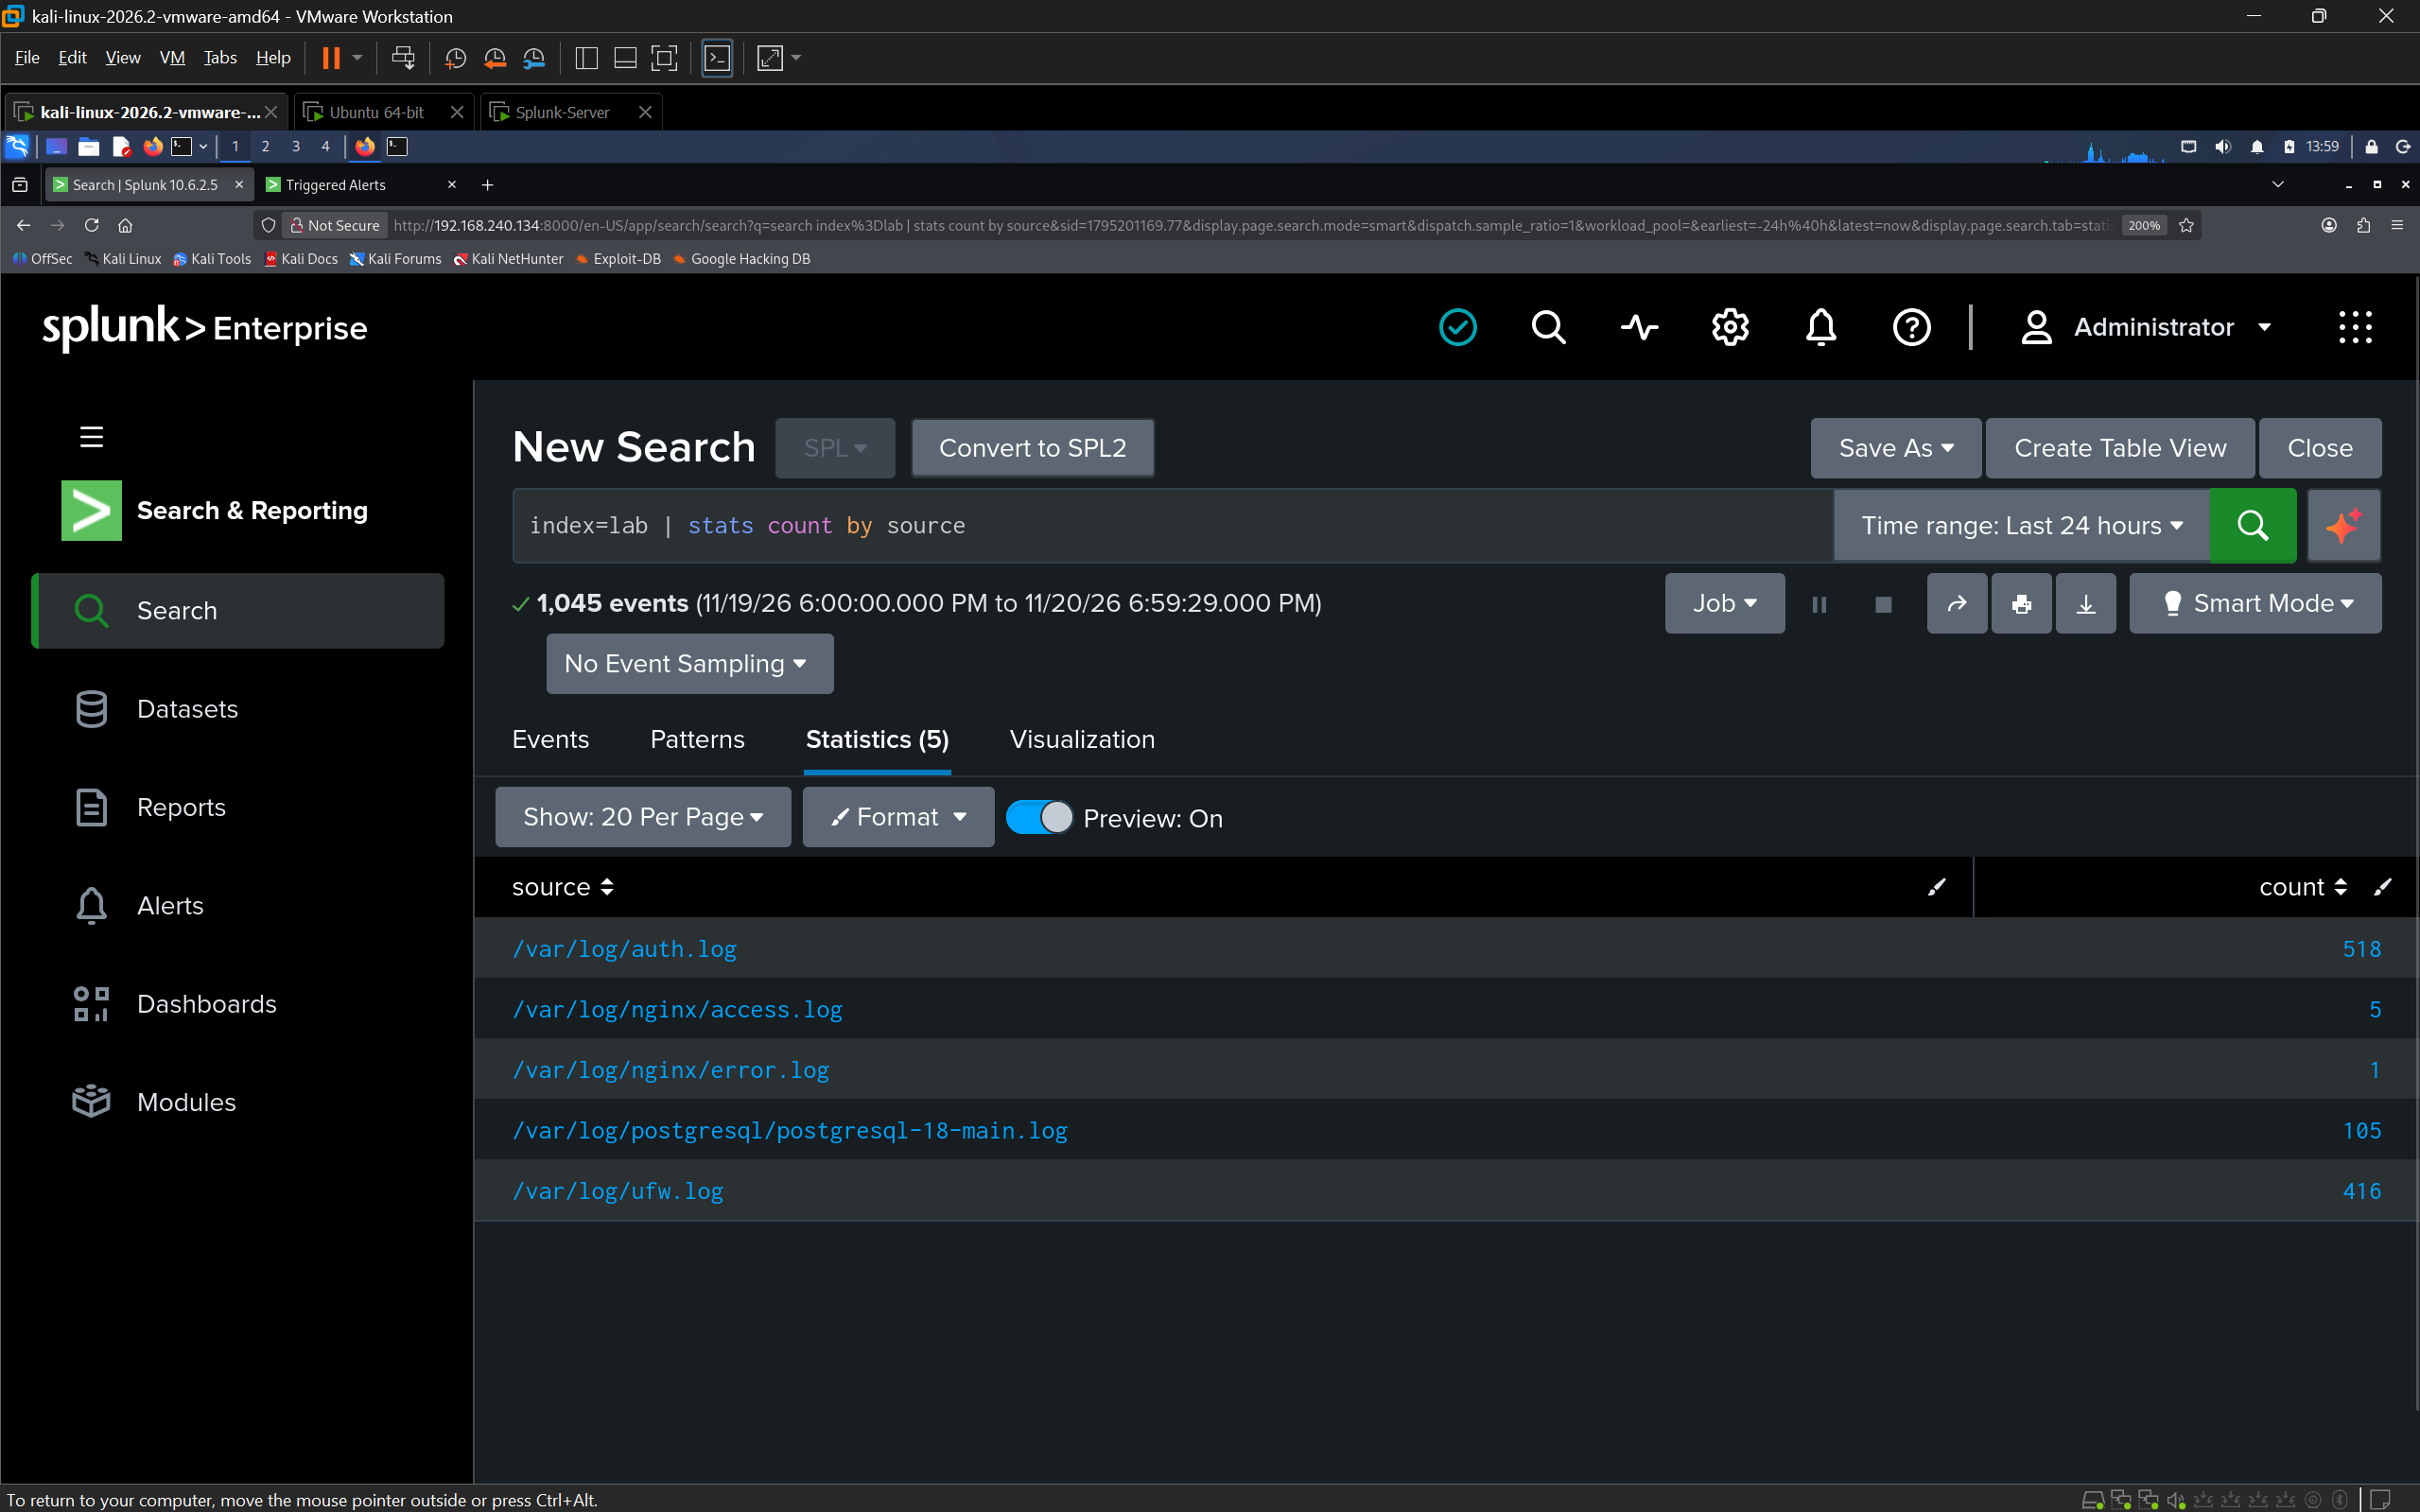 kali-linux-2026.2-vmware-amd64 - VMware Workstation
File Edit View VM Tabs Help
kali-linux-2026.2-vmware-... Ubuntu 64-bit Splunk-Server
1 2 3 4 13:59
Search | Splunk 10.6.2.5 Triggered Alerts
Not Secure http://192.168.240.134:8000/en-US/app/search/search?q=search index%3Dlab | stats count by source&sid=1795201169.77&display.page.search.mode=smart&dispatch.sample_ratio=1&workload_pool=&earliest=-24h%40h&latest=now&display.page.search.tab=stati 200%
OffSec Kali Linux Kali Tools Kali Docs Kali Forums Kali NetHunter Exploit-DB Google Hacking DB
splunk> Enterprise Administrator
New Search SPL Convert to SPL2 Save As Create Table View Close
Search & Reporting
index=lab | stats count by source Time range: Last 24 hours
Search
1,045 events (11/19/26 6:00:00.000 PM to 11/20/26 6:59:29.000 PM) Job Smart Mode
No Event Sampling
Datasets
Events Patterns Statistics (5) Visualization
Reports
Show: 20 Per Page Format Preview: On
source count
Alerts
/var/log/auth.log 518
Dashboards
/var/log/nginx/access.log 5
/var/log/nginx/error.log 1
Modules
/var/log/postgresql/postgresql-18-main.log 105
/var/log/ufw.log 416
To return to your computer, move the mouse pointer outside or press Ctrl+Alt.